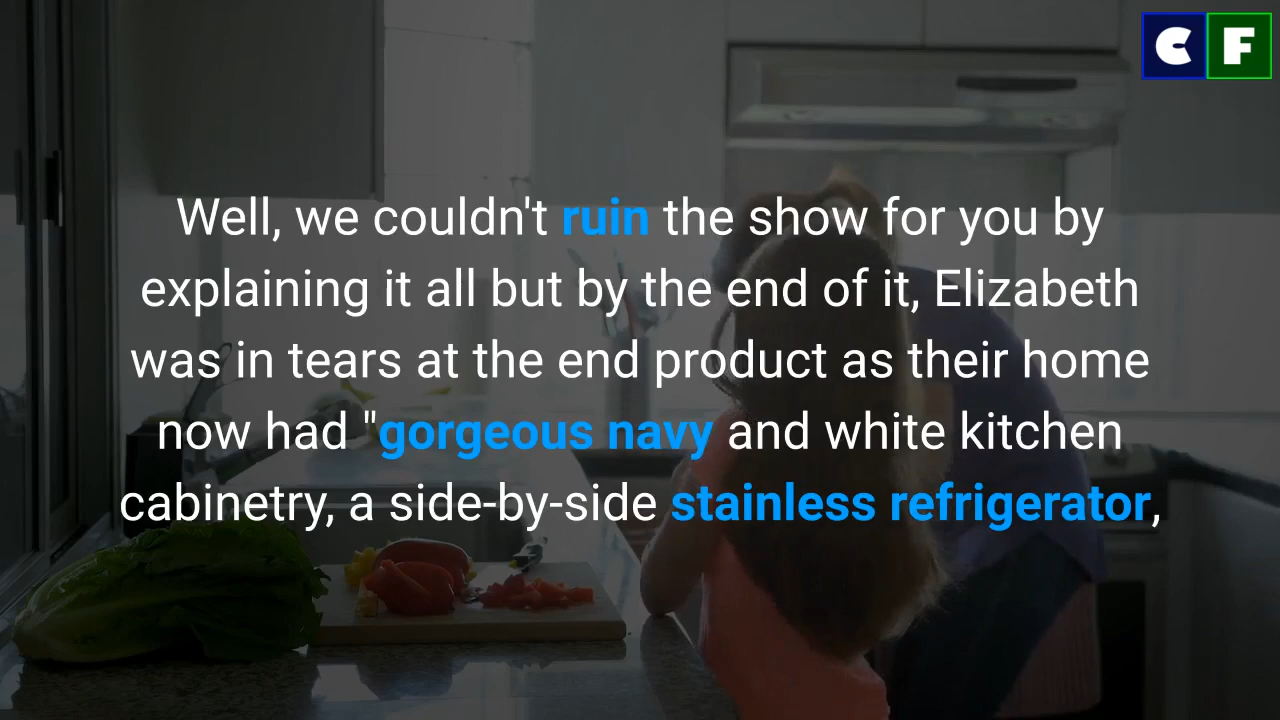 C F
Well, we couldn't ruin the show for you by
explaining it all but by the end of it, Elizabeth
was in tears at the end product as their home
now had "gorgeous navy and white kitchen
cabinetry, a side-by-side stainless refrigerator,